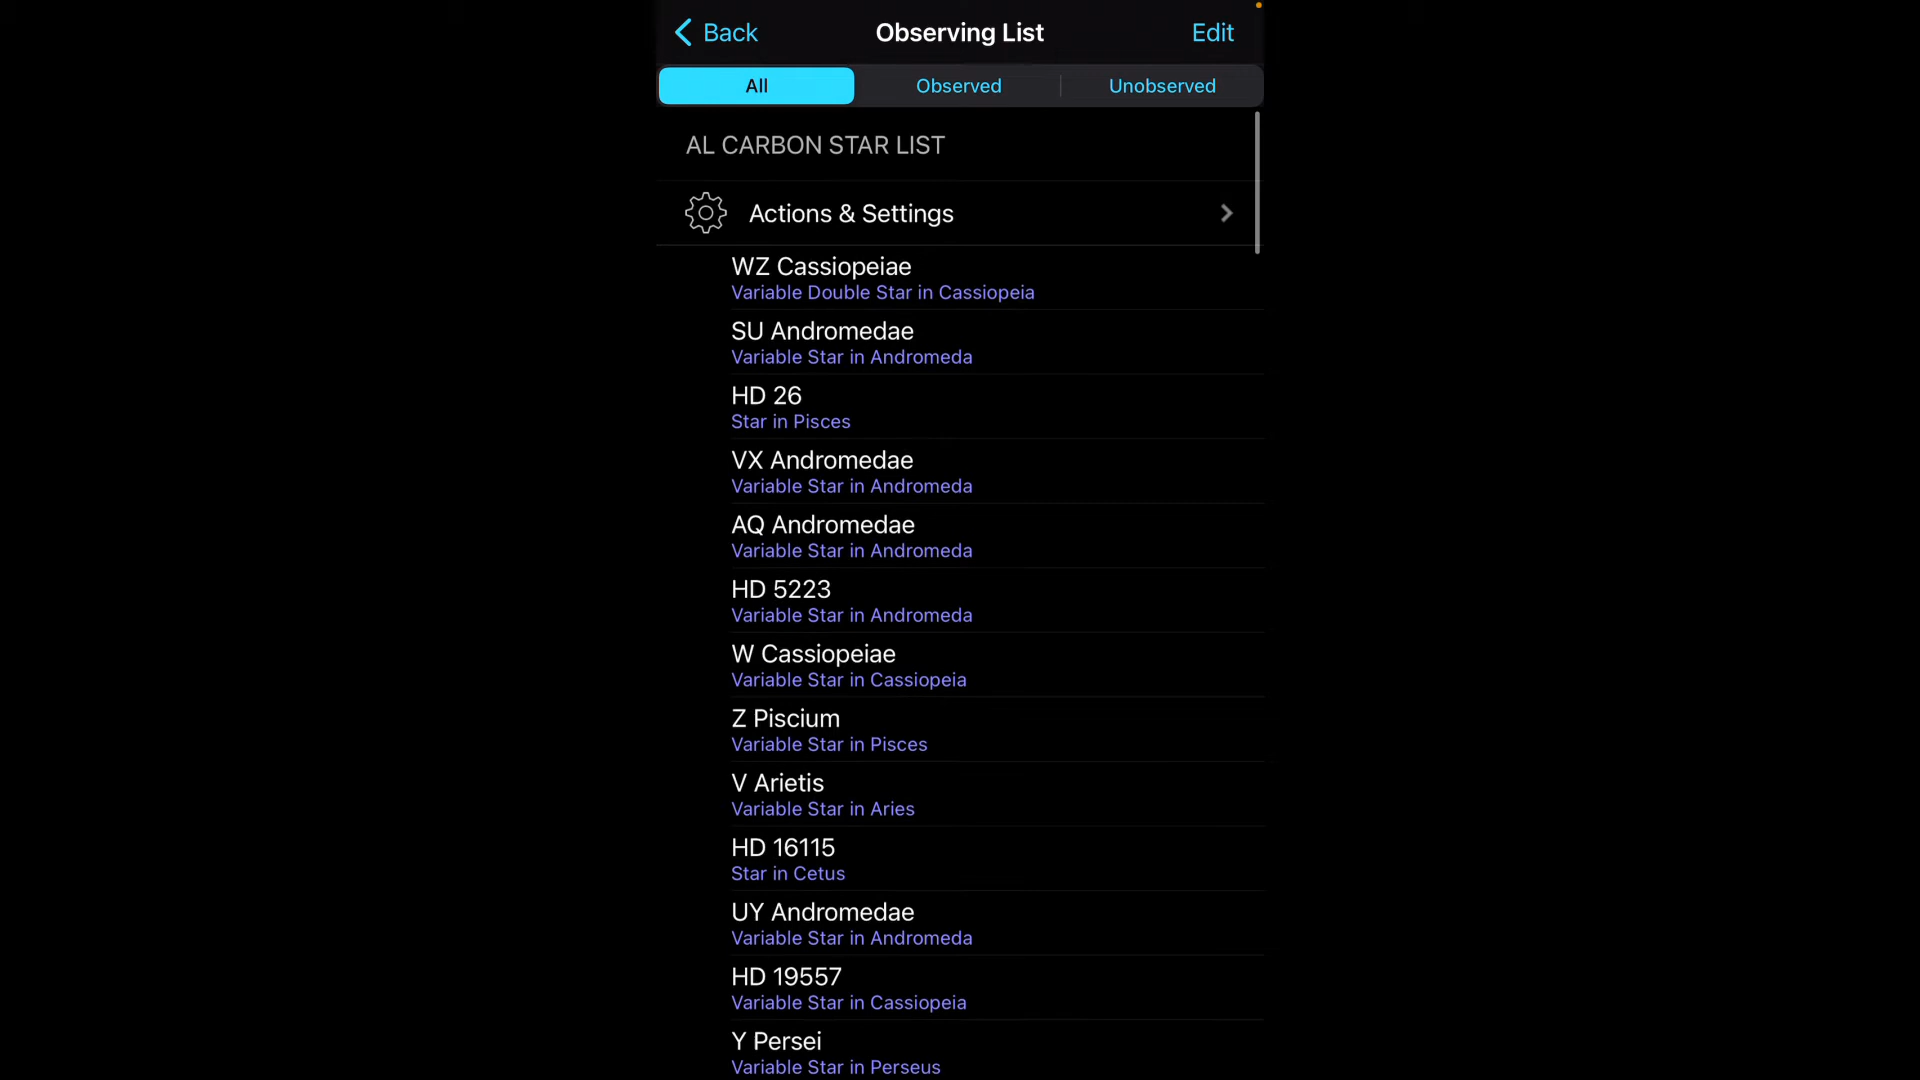 Back
Observing List
Edit
All
Observed
Unobserved
AL CARBON STAR LIST
Actions & Settings
WZ Cassiopeiae
Variable Double Star in Cassiopeia
SU Andromedae
Variable Star in Andromeda
HD 26
Star in Pisces
VX Andromedae
Variable Star in Andromeda
AQ Andromedae
Variable Star in Andromeda
HD 5223
Variable Star in Andromeda
W Cassiopeiae
Variable Star in Cassiopeia
Z Piscium
Variable Star in Pisces
V Arietis
Variable Star in Aries
HD 16115
Star in Cetus
UY Andromedae
Variable Star in Andromeda
HD 19557
Variable Star in Cassiopeia
Y Persei
Variable Star in Perseus